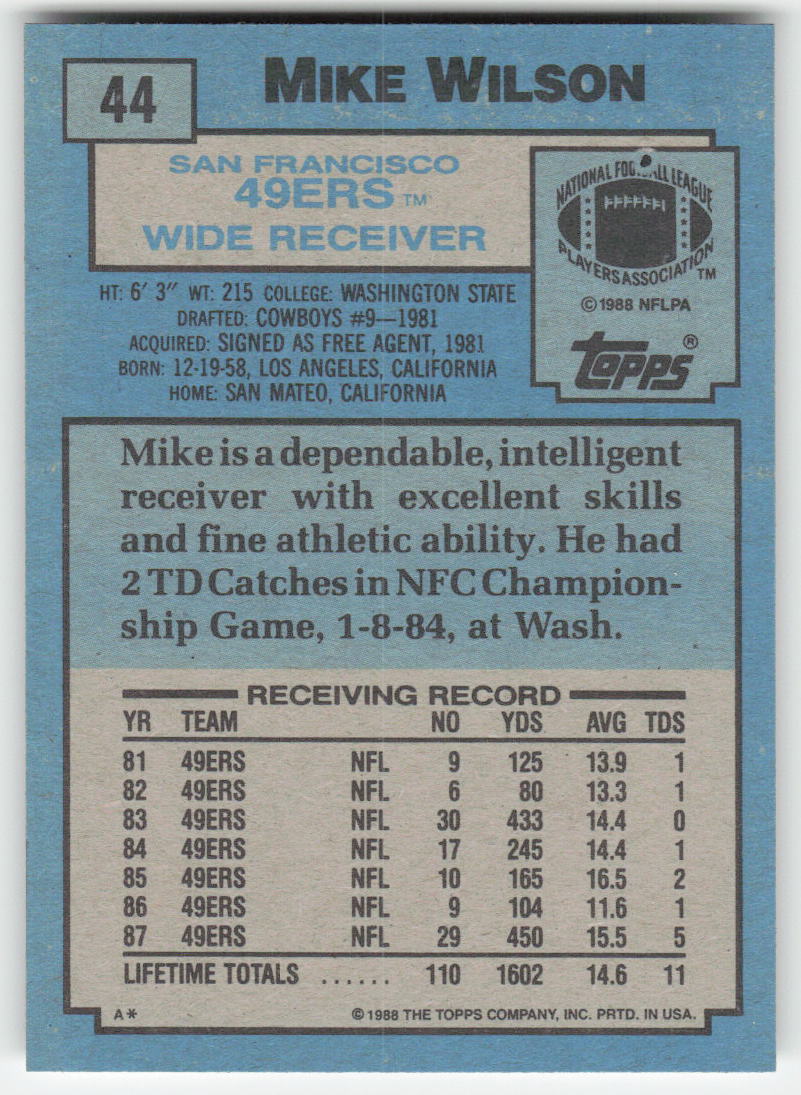 44
MIKE WILSON
SAN FRANCISCO
49ERS TM
WIDE RECEIVER
NATIONAL FOOTBALL LEAGUE
PLAYERS ASSOCIATION TM
© 1988 NFLPA
topps ®
HT: 6' 3" WT: 215 COLLEGE: WASHINGTON STATE
DRAFTED: COWBOYS #9—1981
ACQUIRED: SIGNED AS FREE AGENT, 1981
BORN: 12-19-58, LOS ANGELES, CALIFORNIA
HOME: SAN MATEO, CALIFORNIA
Mike is a dependable, intelligent
receiver with excellent skills
and fine athletic ability. He had
2 TD Catches in NFC Champion-
ship Game, 1-8-84, at Wash.
RECEIVING RECORD
YR TEAM NO YDS AVG TDS
81 49ERS NFL 9 125 13.9 1
82 49ERS NFL 6 80 13.3 1
83 49ERS NFL 30 433 14.4 0
84 49ERS NFL 17 245 14.4 1
85 49ERS NFL 10 165 16.5 2
86 49ERS NFL 9 104 11.6 1
87 49ERS NFL 29 450 15.5 5
LIFETIME TOTALS ...... 110 1602 14.6 11
A* © 1988 THE TOPPS COMPANY, INC. PRTD. IN USA.